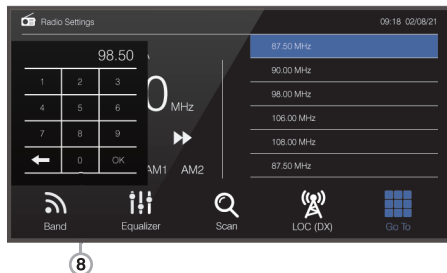 Radio Settings
09:18 02/08/21
98.50
87.50 MHz
1 2 3
90.00 MHz
4 5 6
0 MHz
98.00 MHz
106.00 MHz
7 8 9
108.00 MHz
0 OK
AM1 AM2
87.50 MHz
Band
Equalizer
Scan
LOC (DX)
Go To
8